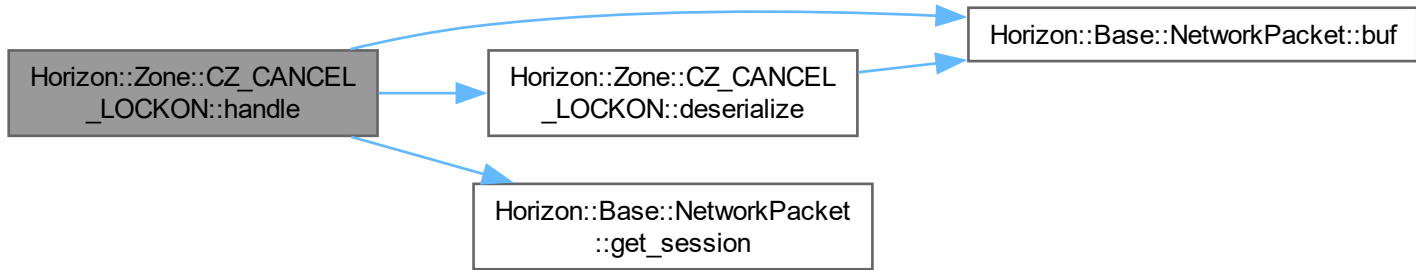 Horizon::Zone::CZ_CANCEL
_LOCKON::handle
Horizon::Zone::CZ_CANCEL
_LOCKON::deserialize
Horizon::Base::NetworkPacket::buf
Horizon::Base::NetworkPacket
::get_session